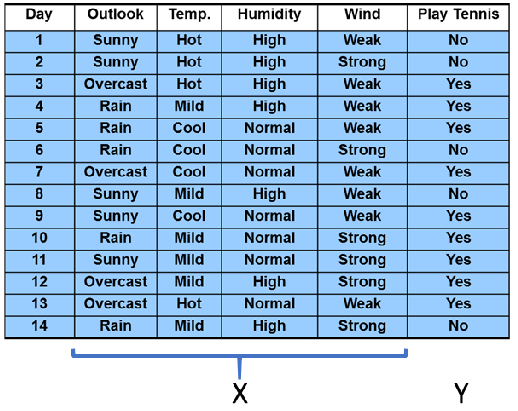 Day Outlook Temp. Humidity Wind Play Tennis
1 Sunny Hot High Weak No
2 Sunny Hot High Strong No
3 Overcast Hot High Weak Yes
4 Rain Mild High Weak Yes
5 Rain Cool Normal Weak Yes
6 Rain Cool Normal Strong No
7 Overcast Cool Normal Weak Yes
8 Sunny Mild High Weak No
9 Sunny Cool Normal Weak Yes
10 Rain Mild Normal Strong Yes
11 Sunny Mild Normal Strong Yes
12 Overcast Mild High Strong Yes
13 Overcast Hot Normal Weak Yes
14 Rain Mild High Strong No
X Y